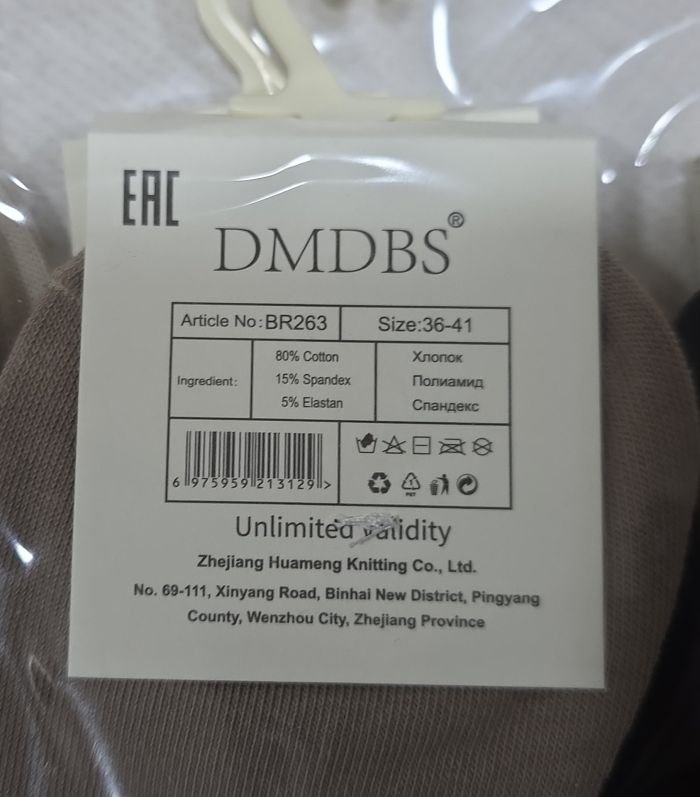 EAC
DMDBS®
Article No:BR263
Size:36-41
Ingredient:
80% Cotton
15% Spandex
5% Elastan
Хлопок
Полиамид
Спандекс
6 975959 213129 >
PET
Unlimited validity
Zhejiang Huameng Knitting Co., Ltd.
No. 69-111, Xinyang Road, Binhai New District, Pingyang
County, Wenzhou City, Zhejiang Province